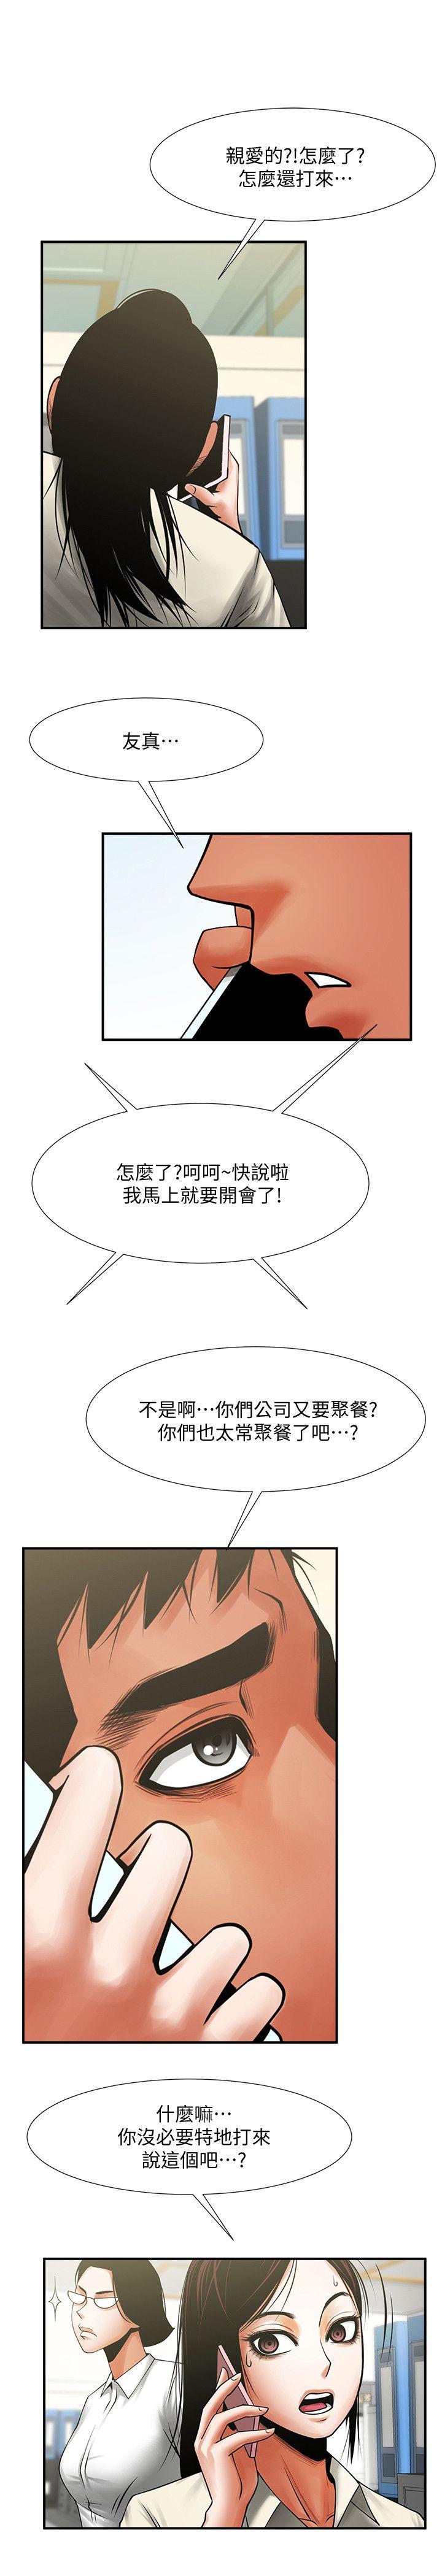 親愛的?!怎麼了?
怎麼還打來…
友真…
怎麼了?呵呵~快說啦
我馬上就要開會了!
不是啊…你們公司又要聚餐?
你們也太常聚餐了吧…?
什麼嘛…
你沒必要特地打來
說這個吧…?